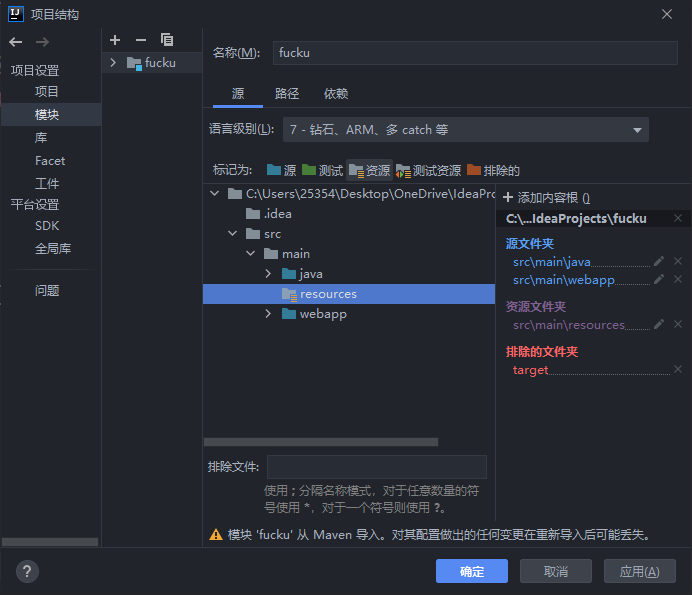 项目结构
项目设置
项目
模块
库
Facet
工件
平台设置
SDK
全局库
问题
fucku
名称(M): fucku
源 路径 依赖
语言级别(L): 7 - 钻石、ARM、多 catch 等
标记为: 源 测试 资源 测试资源 排除的
C:\Users\25354\Desktop\OneDrive\IdeaPro
.idea
src
main
java
resources
webapp
添加内容根 ()
C:\...IdeaProjects\fucku
源文件夹
src\main\java
src\main\webapp
资源文件夹
src\main\resources
排除的文件夹
target
排除文件:
使用 ; 分隔名称模式，对于任意数量的符
号使用 *，对于一个符号则使用 ?。
模块 'fucku' 从 Maven 导入。对其配置做出的任何变更在重新导入后可能丢失。
?
确定 取消 应用(A)